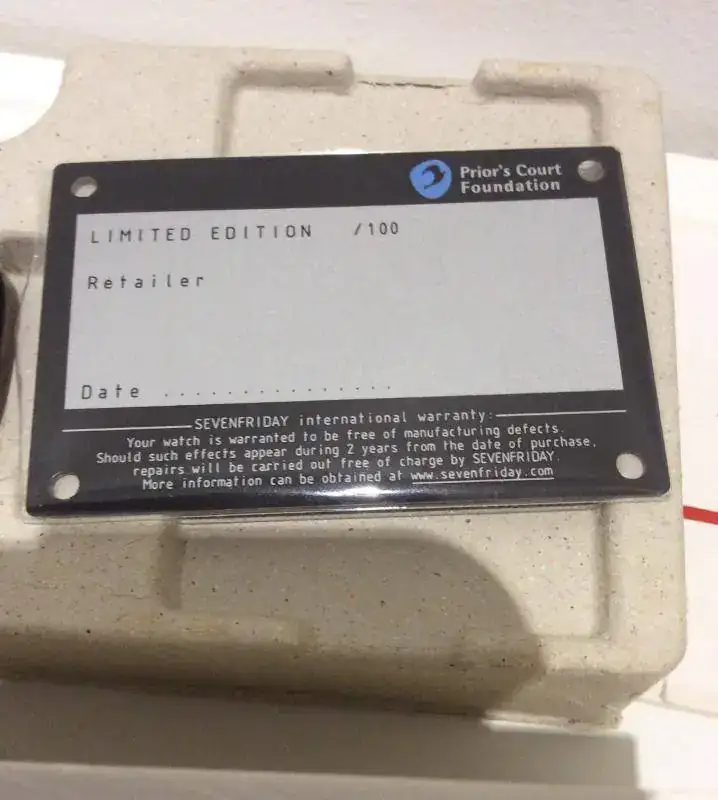 Prior's Court
Foundation
LIMITED EDITION /100
Retailer
Date ................
SEVENFRIDAY international warranty:
Your watch is warranted to be free of manufacturing defects.
Should such effects appear during 2 years from the date of purchase,
repairs will be carried out free of charge by SEVENFRIDAY.
More information can be obtained at www.sevenfriday.com